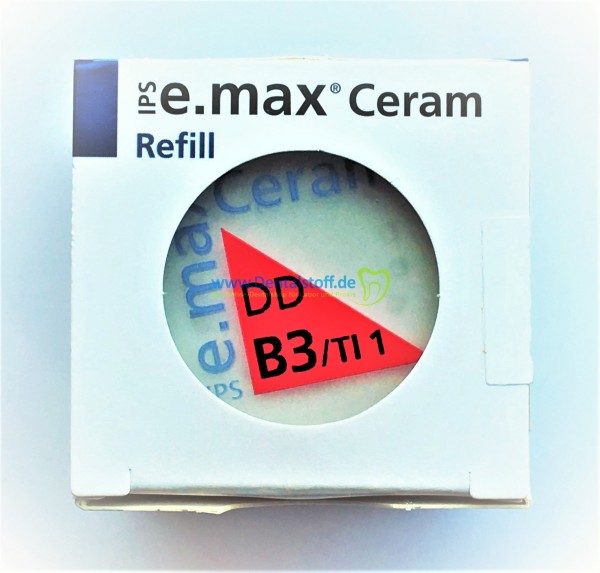 IPS e.max® Ceram
Refill
Ceram
e.max
IPS
www.Dentalstoff.de
DD
B3/TI 1